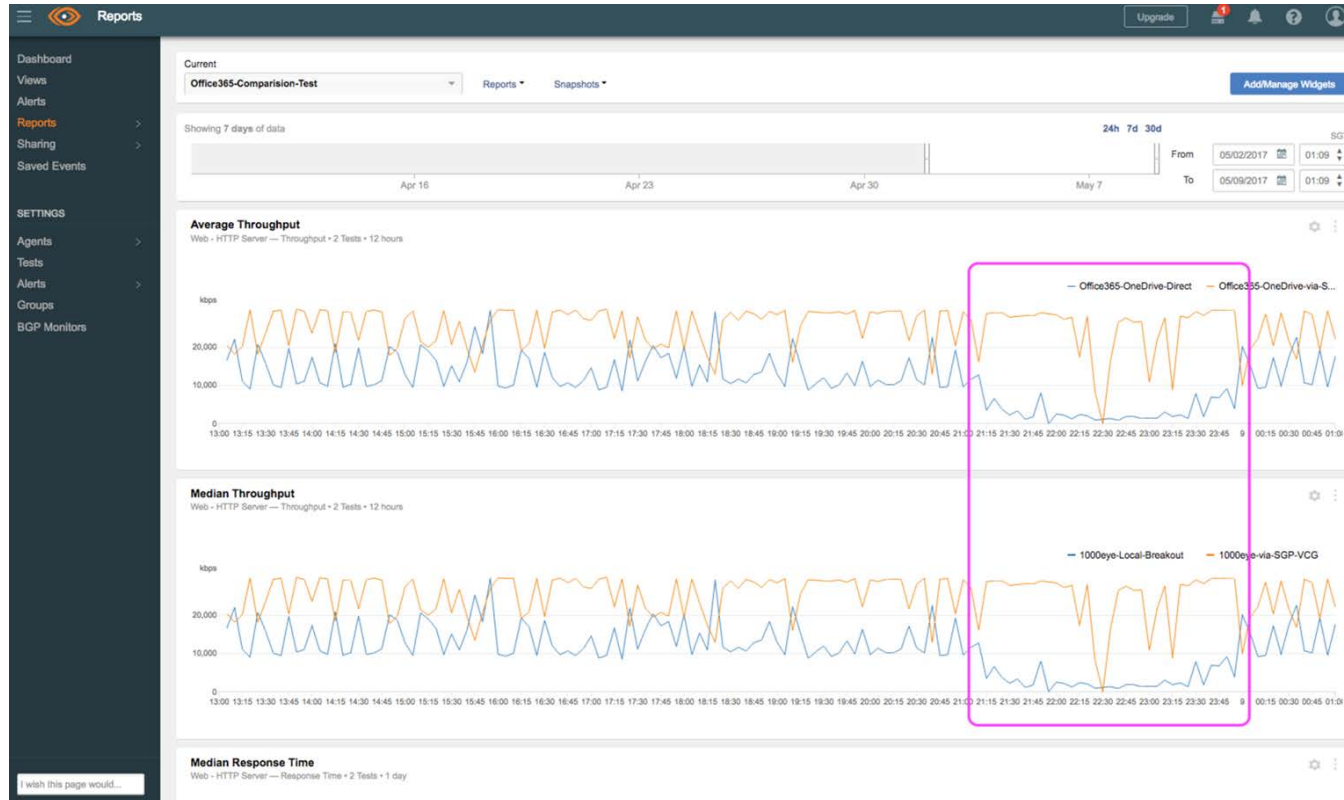 Reports
Upgrade
1
Dashboard
Views
Alerts
Reports
Sharing
Saved Events
SETTINGS
Agents
Tests
Alerts
Groups
BGP Monitors
I wish this page would...
Current
Office365-Comparision-Test
Reports
Snapshots
Add/Manage Widgets
Showing 7 days of data
24h 7d 30d
From 05/02/2017 01:09
To 05/09/2017 01:09
Apr 16 Apr 23 Apr 30 May 7
Average Throughput
Web - HTTP Server — Throughput • 2 Tests • 12 hours
Office365-OneDrive-Direct Office365-OneDrive-via-S...
kbps
20,000
10,000
0
13:00 13:15 13:30 13:45 14:00 14:15 14:30 14:45 15:00 15:15 15:30 15:45 16:00 16:15 16:30 16:45 17:00 17:15 17:30 17:45 18:00 18:15 18:30 18:45 19:00 19:15 19:30 19:45 20:00 20:15 20:30 20:45 21:00 21:15 21:30 21:45 22:00 22:15 22:30 22:45 23:00 23:15 23:30 23:45 9 00:15 00:30 00:45
Median Throughput
Web - HTTP Server — Throughput • 2 Tests • 12 hours
1000eye-Local-Breakout 1000eye-via-SGP-VCG
kbps
20,000
10,000
0
13:00 13:15 13:30 13:45 14:00 14:15 14:30 14:45 15:00 15:15 15:30 15:45 16:00 16:15 16:30 16:45 17:00 17:15 17:30 17:45 18:00 18:15 18:30 18:45 19:00 19:15 19:30 19:45 20:00 20:15 20:30 20:45 21:00 21:15 21:30 21:45 22:00 22:15 22:30 22:45 23:00 23:15 23:30 23:45 9 00:15 00:30 00:45
Median Response Time
Web - HTTP Server — Response Time • 2 Tests • 1 day